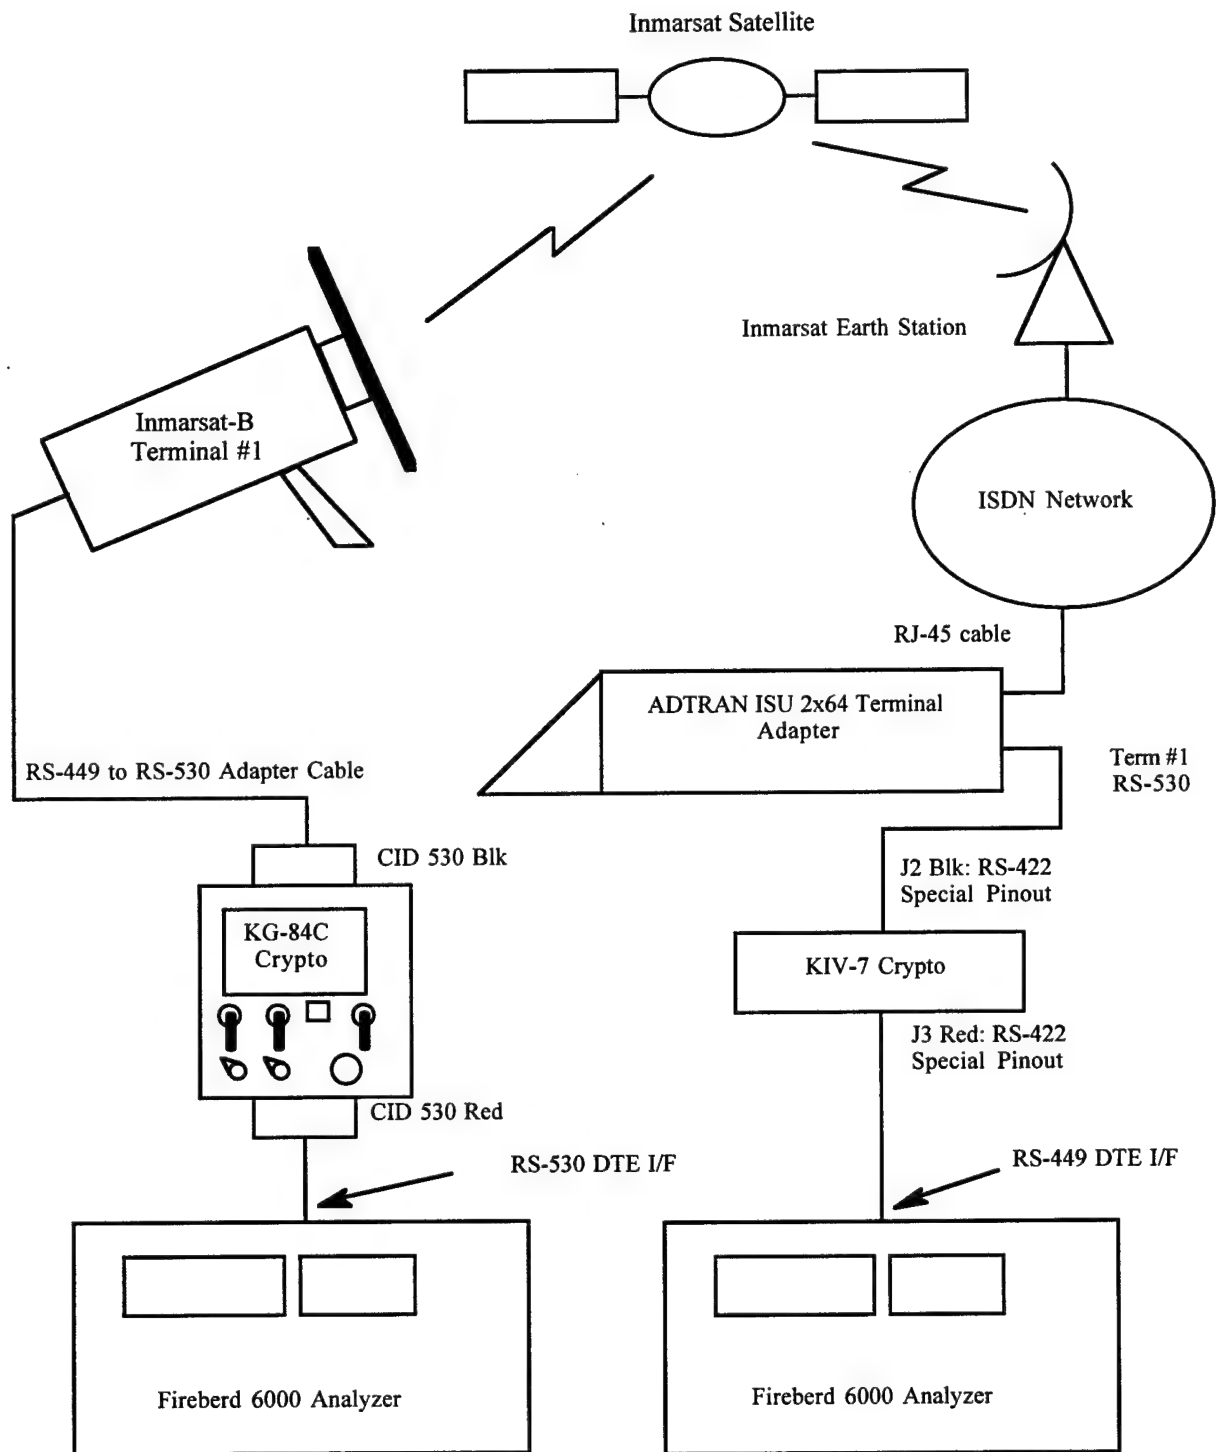 Inmarsat Satellite
Inmarsat Earth Station
Inmarsat-B
Terminal #1
ISDN Network
RJ-45 cable
ADTRAN ISU 2x64 Terminal
Adapter
Term #1
RS-530
RS-449 to RS-530 Adapter Cable
CID 530 Blk
J2 Blk: RS-422
Special Pinout
KG-84C
Crypto
KIV-7 Crypto
J3 Red: RS-422
Special Pinout
CID 530 Red
RS-530 DTE I/F
RS-449 DTE I/F
Fireberd 6000 Analyzer
Fireberd 6000 Analyzer